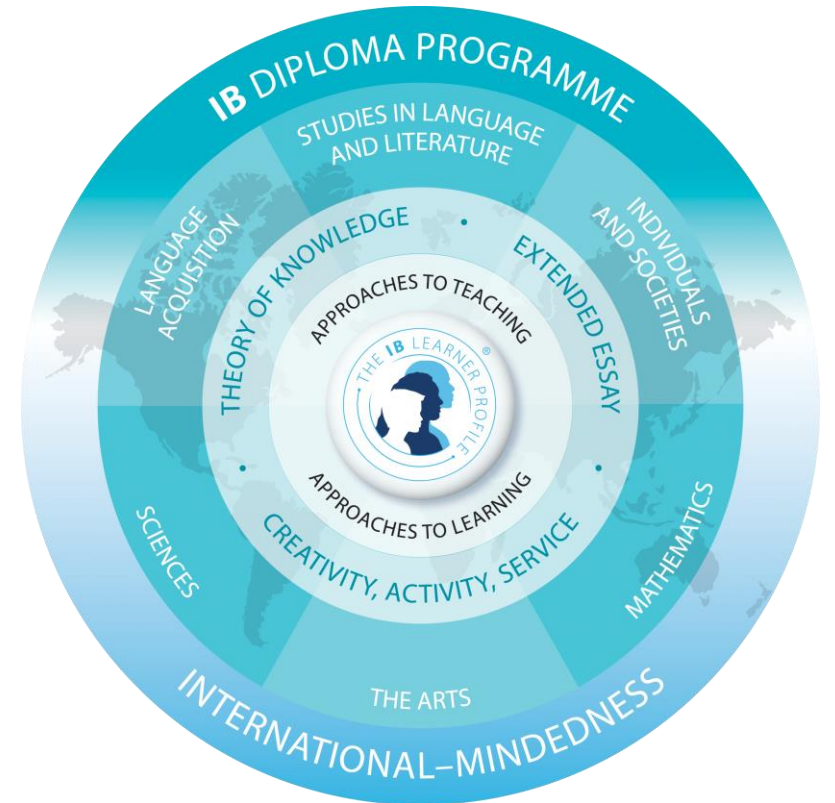 IB DIPLOMA PROGRAMME
STUDIES IN LANGUAGE
AND LITERATURE
LANGUAGE
ACQUISITION
INDIVIDUALS
AND SOCIETIES
THEORY OF KNOWLEDGE
EXTENDED ESSAY
APPROACHES TO TEACHING
THE IB LEARNER PROFILE®
APPROACHES TO LEARNING
CREATIVITY, ACTIVITY, SERVICE
SCIENCES
MATHEMATICS
THE ARTS
INTERNATIONAL–MINDEDNESS